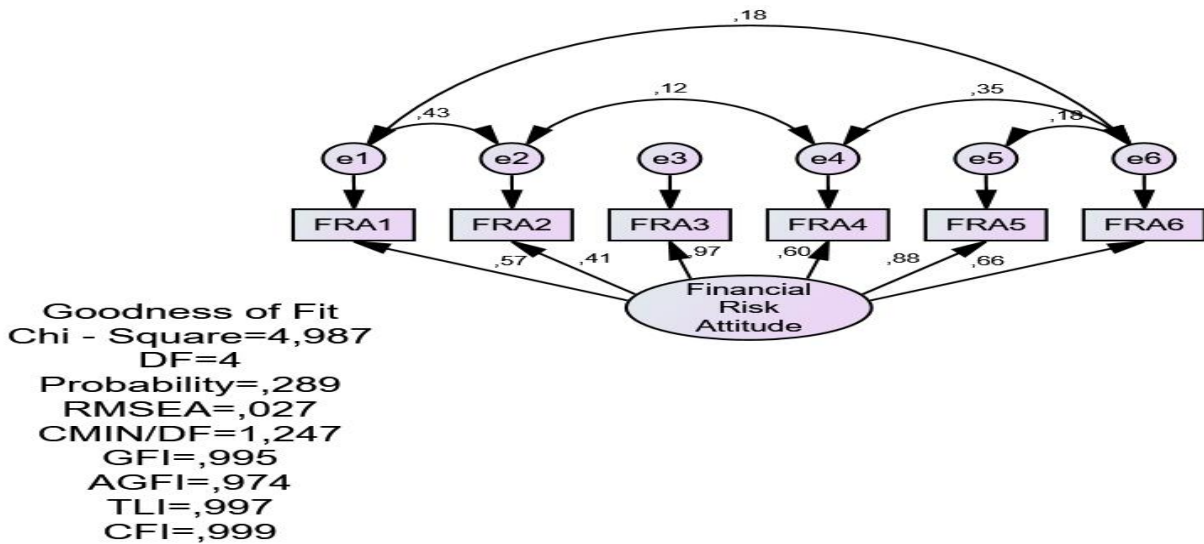 ,18
,12
,35
,43
,18
e1
e2
e3
e4
e5
e6
FRA1
FRA2
FRA3
FRA4
FRA5
FRA6
,57
,41
,97
,60
,88
,66
Financial
Risk
Attitude
Goodness of Fit
Chi - Square=4,987
DF=4
Probability=,289
RMSEA=,027
CMIN/DF=1,247
GFI=,995
AGFI=,974
TLI=,997
CFI=,999